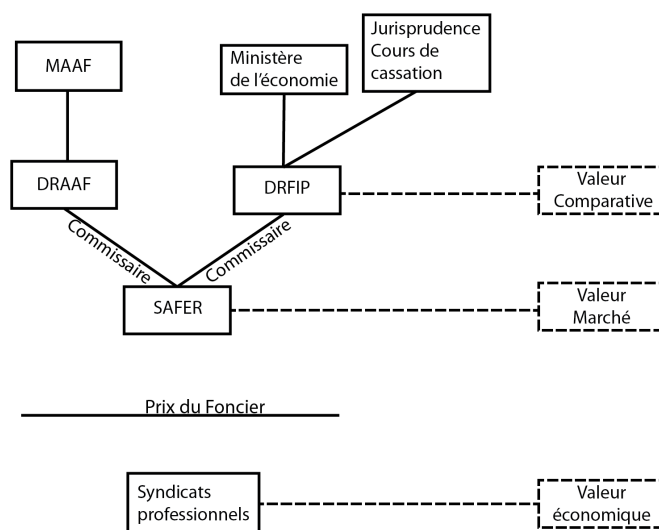 MAAF
Ministère
de l'économie
Jurisprudence
Cours de
cassation
DRAAF
DRFIP
Valeur
Comparative
Commissaire
Commissaire
SAFER
Valeur
Marché
Prix du Foncier
Syndicats
professionnels
Valeur
économique